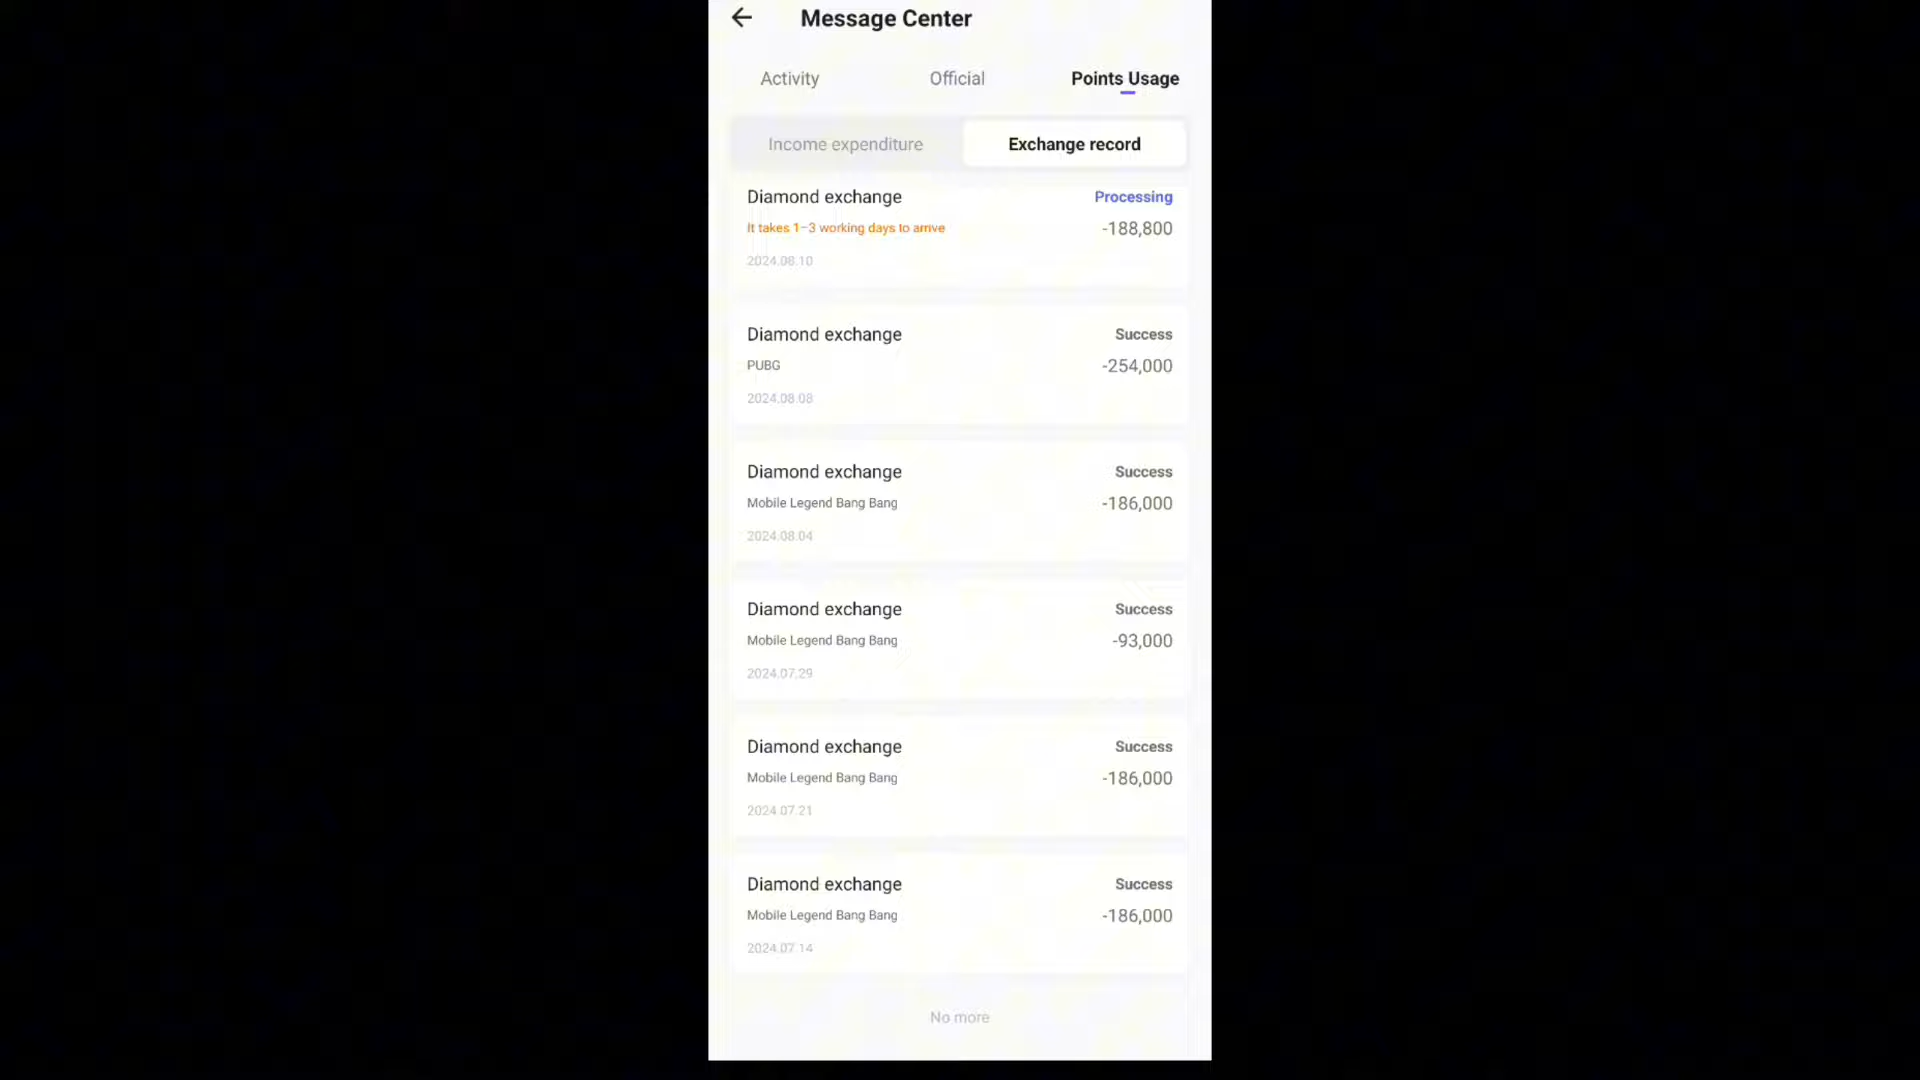 Message Center
Activity Official Points Usage
Income expenditure Exchange record
Diamond exchange Processing
It takes 1-3 working days to arrive -188,800
2024.08.10
Diamond exchange Success
PUBG -254,000
2024.08.08
Diamond exchange Success
Mobile Legend Bang Bang -186,000
2024.08.04
Diamond exchange Success
Mobile Legend Bang Bang -93,000
2024.07.29
Diamond exchange Success
Mobile Legend Bang Bang -186,000
2024.07.21
Diamond exchange Success
Mobile Legend Bang Bang -186,000
2024.07.14
No more